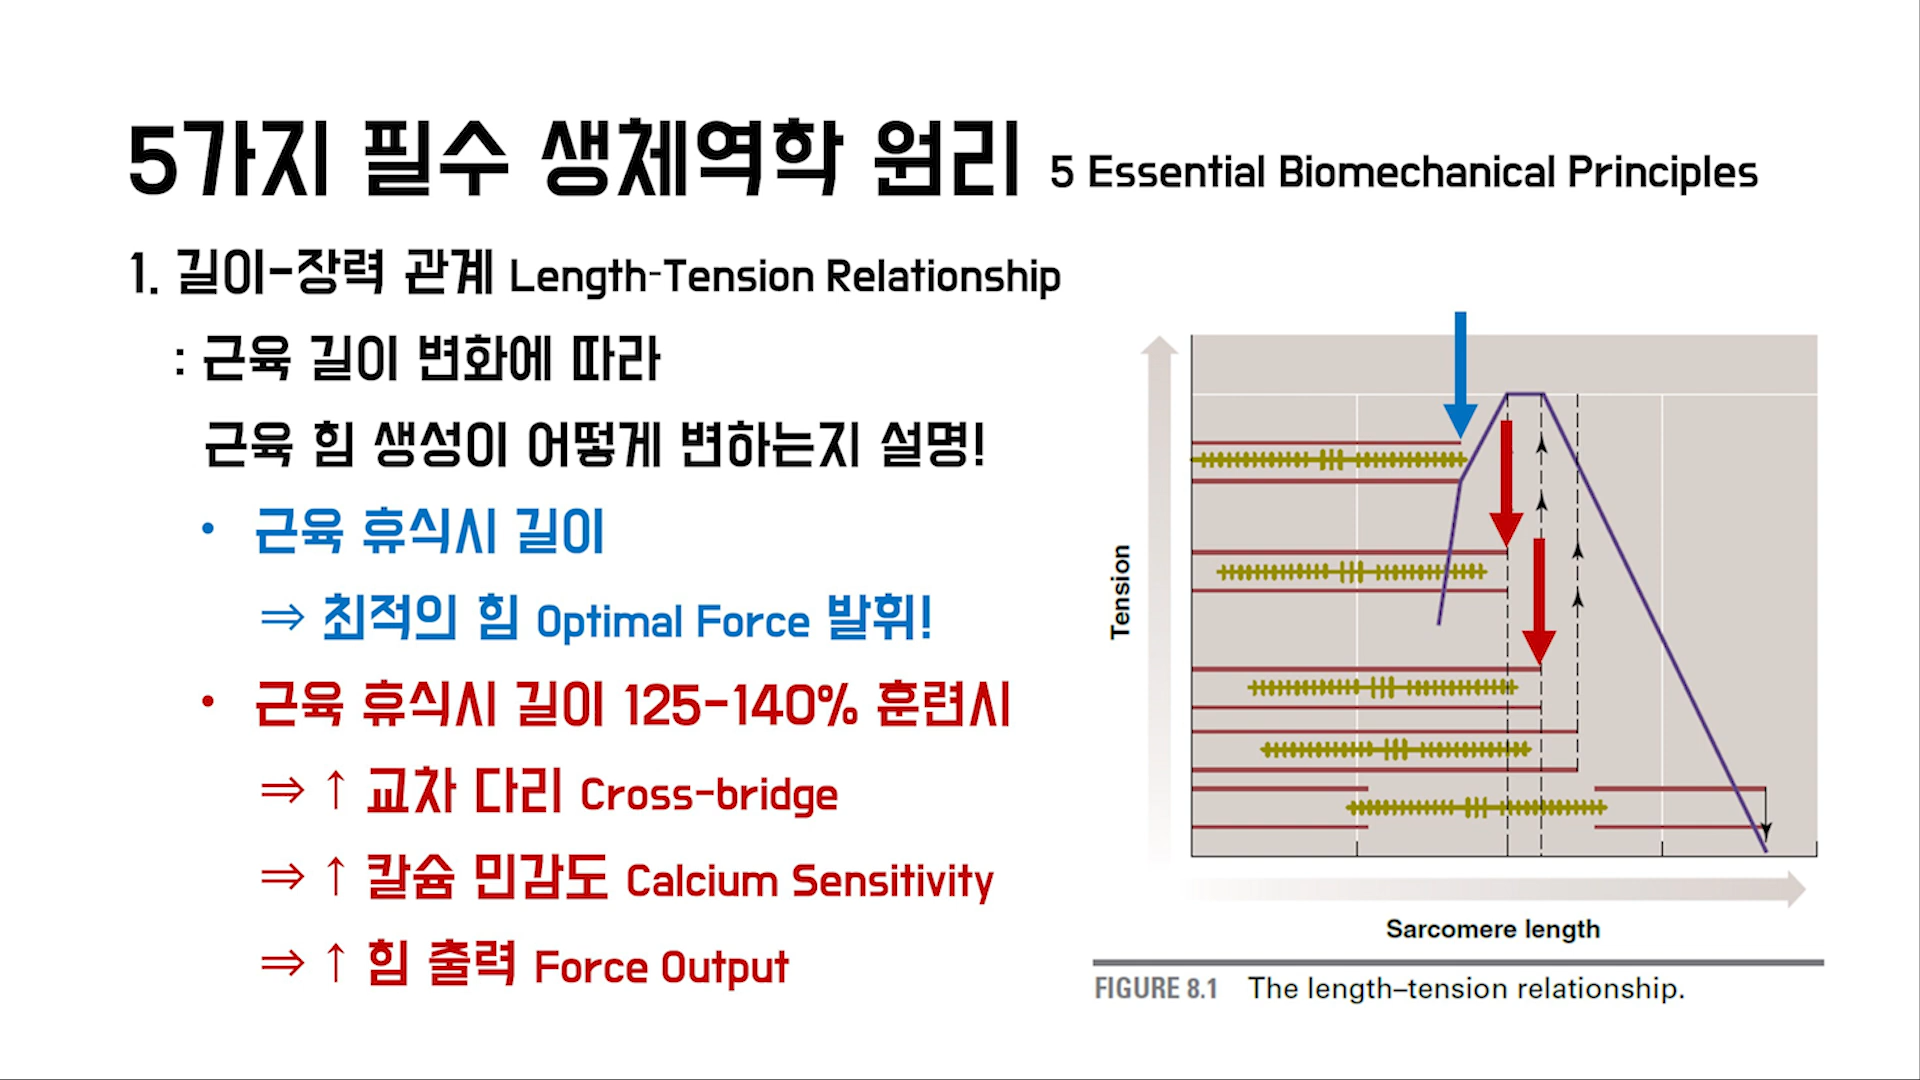 5가지 필수 생체역학 원리 5 Essential Biomechanical Principles
1. 길이-장력 관계 Length-Tension Relationship
: 근육 길이 변화에 따라
근육 힘 생성이 어떻게 변하는지 설명!
• 근육 휴식시 길이
⇒ 최적의 힘 Optimal Force 발휘!
• 근육 휴식시 길이 125-140% 훈련시
⇒ ↑ 교차 다리 Cross-bridge
⇒ ↑ 칼슘 민감도 Calcium Sensitivity
⇒ ↑ 힘 출력 Force Output
Tension
Sarcomere length
FIGURE 8.1 The length–tension relationship.